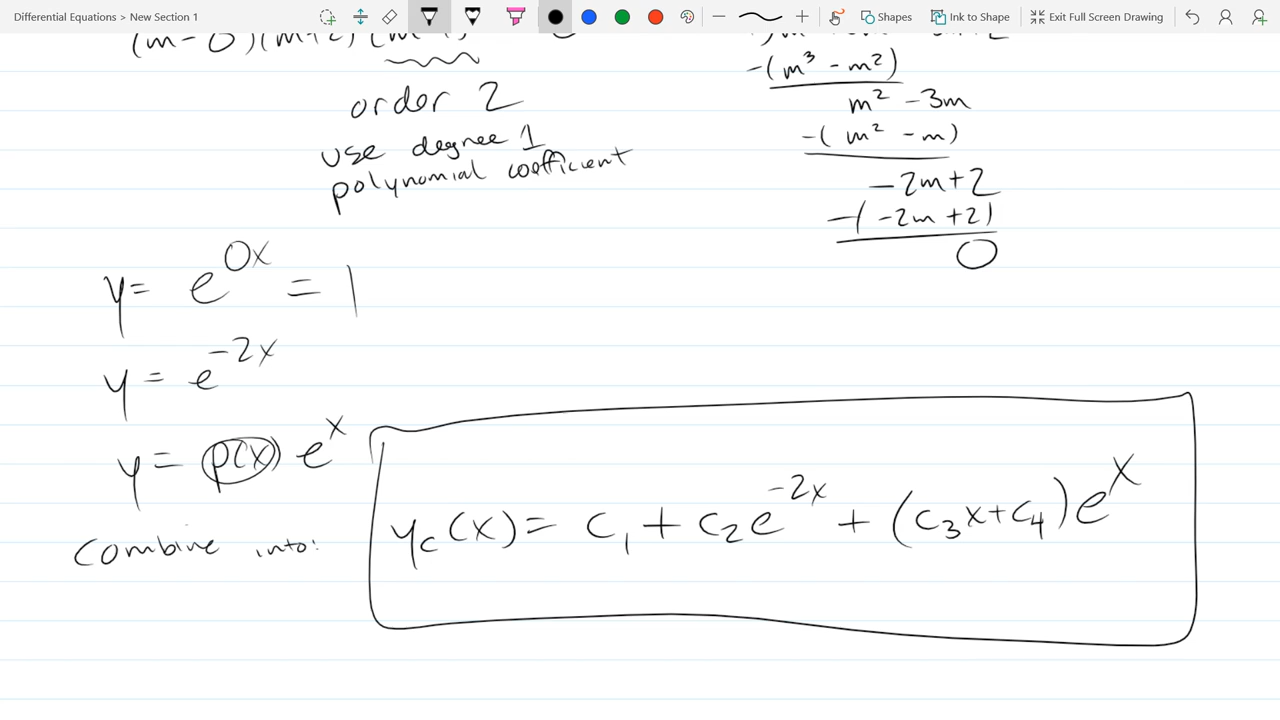 Differential Equations > New Section 1
Shapes
Ink to Shape
Exit Full Screen Drawing
order 2
use degree 1
polynomial coefficient
-(m³ - m²)
m² - 3m
-(m² - m)
-2m+2
-(-2m+2)
0
y = e^{0x} = 1
y = e^{-2x}
y = p(x) e^{x}
Combine into:
y_c(x) = c₁ + c₂e^{-2x} + (c₃x+c₄)e^{x}